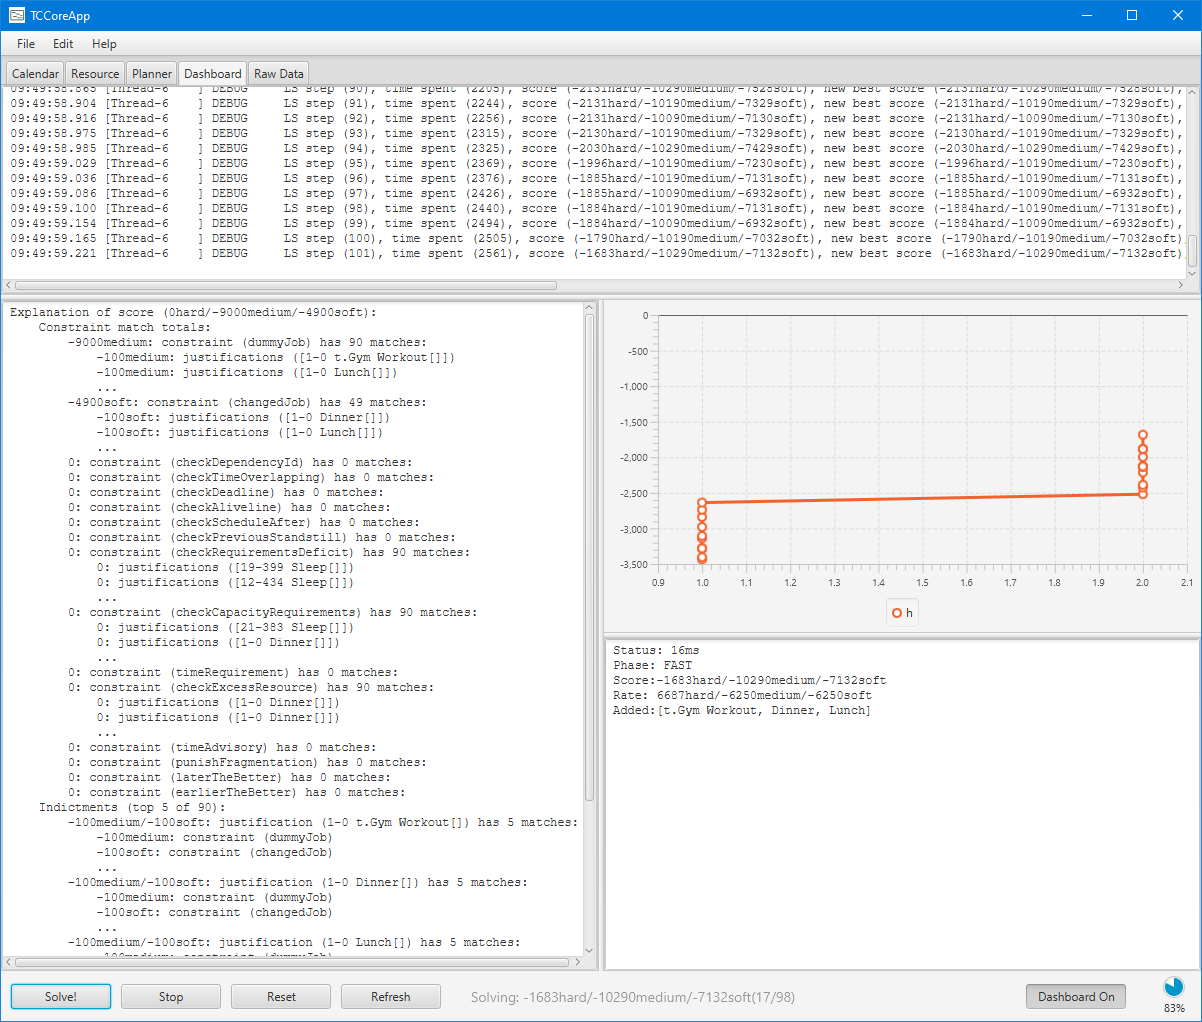 TCCoreApp
File Edit Help
Calendar Resource Planner Dashboard Raw Data
09:49:58.865 [Thread-6    ] DEBUG     LS step (90), time spent (2205), score (-2131hard/-10290medium/-7528soft), new best score (-2131hard/-10290medium/-7528soft),
09:49:58.904 [Thread-6    ] DEBUG     LS step (91), time spent (2244), score (-2131hard/-10190medium/-7329soft), new best score (-2131hard/-10190medium/-7329soft),
09:49:58.916 [Thread-6    ] DEBUG     LS step (92), time spent (2256), score (-2131hard/-10090medium/-7130soft), new best score (-2131hard/-10090medium/-7130soft),
09:49:58.975 [Thread-6    ] DEBUG     LS step (93), time spent (2315), score (-2130hard/-10190medium/-7329soft), new best score (-2130hard/-10190medium/-7329soft),
09:49:58.985 [Thread-6    ] DEBUG     LS step (94), time spent (2325), score (-2030hard/-10290medium/-7429soft), new best score (-2030hard/-10290medium/-7429soft),
09:49:59.029 [Thread-6    ] DEBUG     LS step (95), time spent (2369), score (-1996hard/-10190medium/-7230soft), new best score (-1996hard/-10190medium/-7230soft),
09:49:59.036 [Thread-6    ] DEBUG     LS step (96), time spent (2376), score (-1885hard/-10190medium/-7131soft), new best score (-1885hard/-10190medium/-7131soft),
09:49:59.086 [Thread-6    ] DEBUG     LS step (97), time spent (2426), score (-1885hard/-10090medium/-6932soft), new best score (-1885hard/-10090medium/-6932soft),
09:49:59.100 [Thread-6    ] DEBUG     LS step (98), time spent (2440), score (-1884hard/-10190medium/-7131soft), new best score (-1884hard/-10190medium/-7131soft),
09:49:59.154 [Thread-6    ] DEBUG     LS step (99), time spent (2494), score (-1884hard/-10090medium/-6932soft), new best score (-1884hard/-10090medium/-6932soft),
09:49:59.165 [Thread-6    ] DEBUG     LS step (100), time spent (2505), score (-1790hard/-10190medium/-7032soft), new best score (-1790hard/-10190medium/-7032soft),
09:49:59.221 [Thread-6    ] DEBUG     LS step (101), time spent (2561), score (-1683hard/-10290medium/-7132soft), new best score (-1683hard/-10290medium/-7132soft),
Explanation of score (0hard/-9000medium/-4900soft):
Constraint match totals:
-9000medium: constraint (dummyJob) has 90 matches:
-100medium: justifications ([1-0 t.Gym Workout[]])
-100medium: justifications ([1-0 Lunch[]])
...
-4900soft: constraint (changedJob) has 49 matches:
-100soft: justifications ([1-0 Dinner[]])
-100soft: justifications ([1-0 Lunch[]])
...
0: constraint (checkDependencyId) has 0 matches:
0: constraint (checkTimeOverlapping) has 0 matches:
0: constraint (checkDeadline) has 0 matches:
0: constraint (checkAliveline) has 0 matches:
0: constraint (checkScheduleAfter) has 0 matches:
0: constraint (checkPreviousStandstill) has 0 matches:
0: constraint (checkRequirementsDeficit) has 90 matches:
0: justifications ([19-399 Sleep[]])
0: justifications ([12-434 Sleep[]])
...
0: constraint (checkCapacityRequirements) has 90 matches:
0: justifications ([21-383 Sleep[]])
0: justifications ([1-0 Dinner[]])
...
0: constraint (timeRequirement) has 0 matches:
0: constraint (checkExcessResource) has 90 matches:
0: justifications ([1-0 Dinner[]])
0: justifications ([1-0 Dinner[]])
...
0: constraint (timeAdvisory) has 0 matches:
0: constraint (punishFragmentation) has 0 matches:
0: constraint (laterTheBetter) has 0 matches:
0: constraint (earlierTheBetter) has 0 matches:
Indictments (top 5 of 90):
-100medium/-100soft: justification (1-0 t.Gym Workout[]) has 5 matches:
-100medium: constraint (dummyJob)
-100soft: constraint (changedJob)
...
-100medium/-100soft: justification (1-0 Dinner[]) has 5 matches:
-100medium: constraint (dummyJob)
-100soft: constraint (changedJob)
...
-100medium/-100soft: justification (1-0 Lunch[]) has 5 matches:
-100medium: constraint (dummyJob)
0
-500
-1,000
-1,500
-2,000
-2,500
-3,000
-3,500
0.9 1.0 1.1 1.2 1.3 1.4 1.5 1.6 1.7 1.8 1.9 2.0 2.1
h
Status: 16ms
Phase: FAST
Score:-1683hard/-10290medium/-7132soft
Rate: 6687hard/-6250medium/-6250soft
Added:[t.Gym Workout, Dinner, Lunch]
Solve! Stop Reset Refresh Solving: -1683hard/-10290medium/-7132soft(17/98) Dashboard On
83%